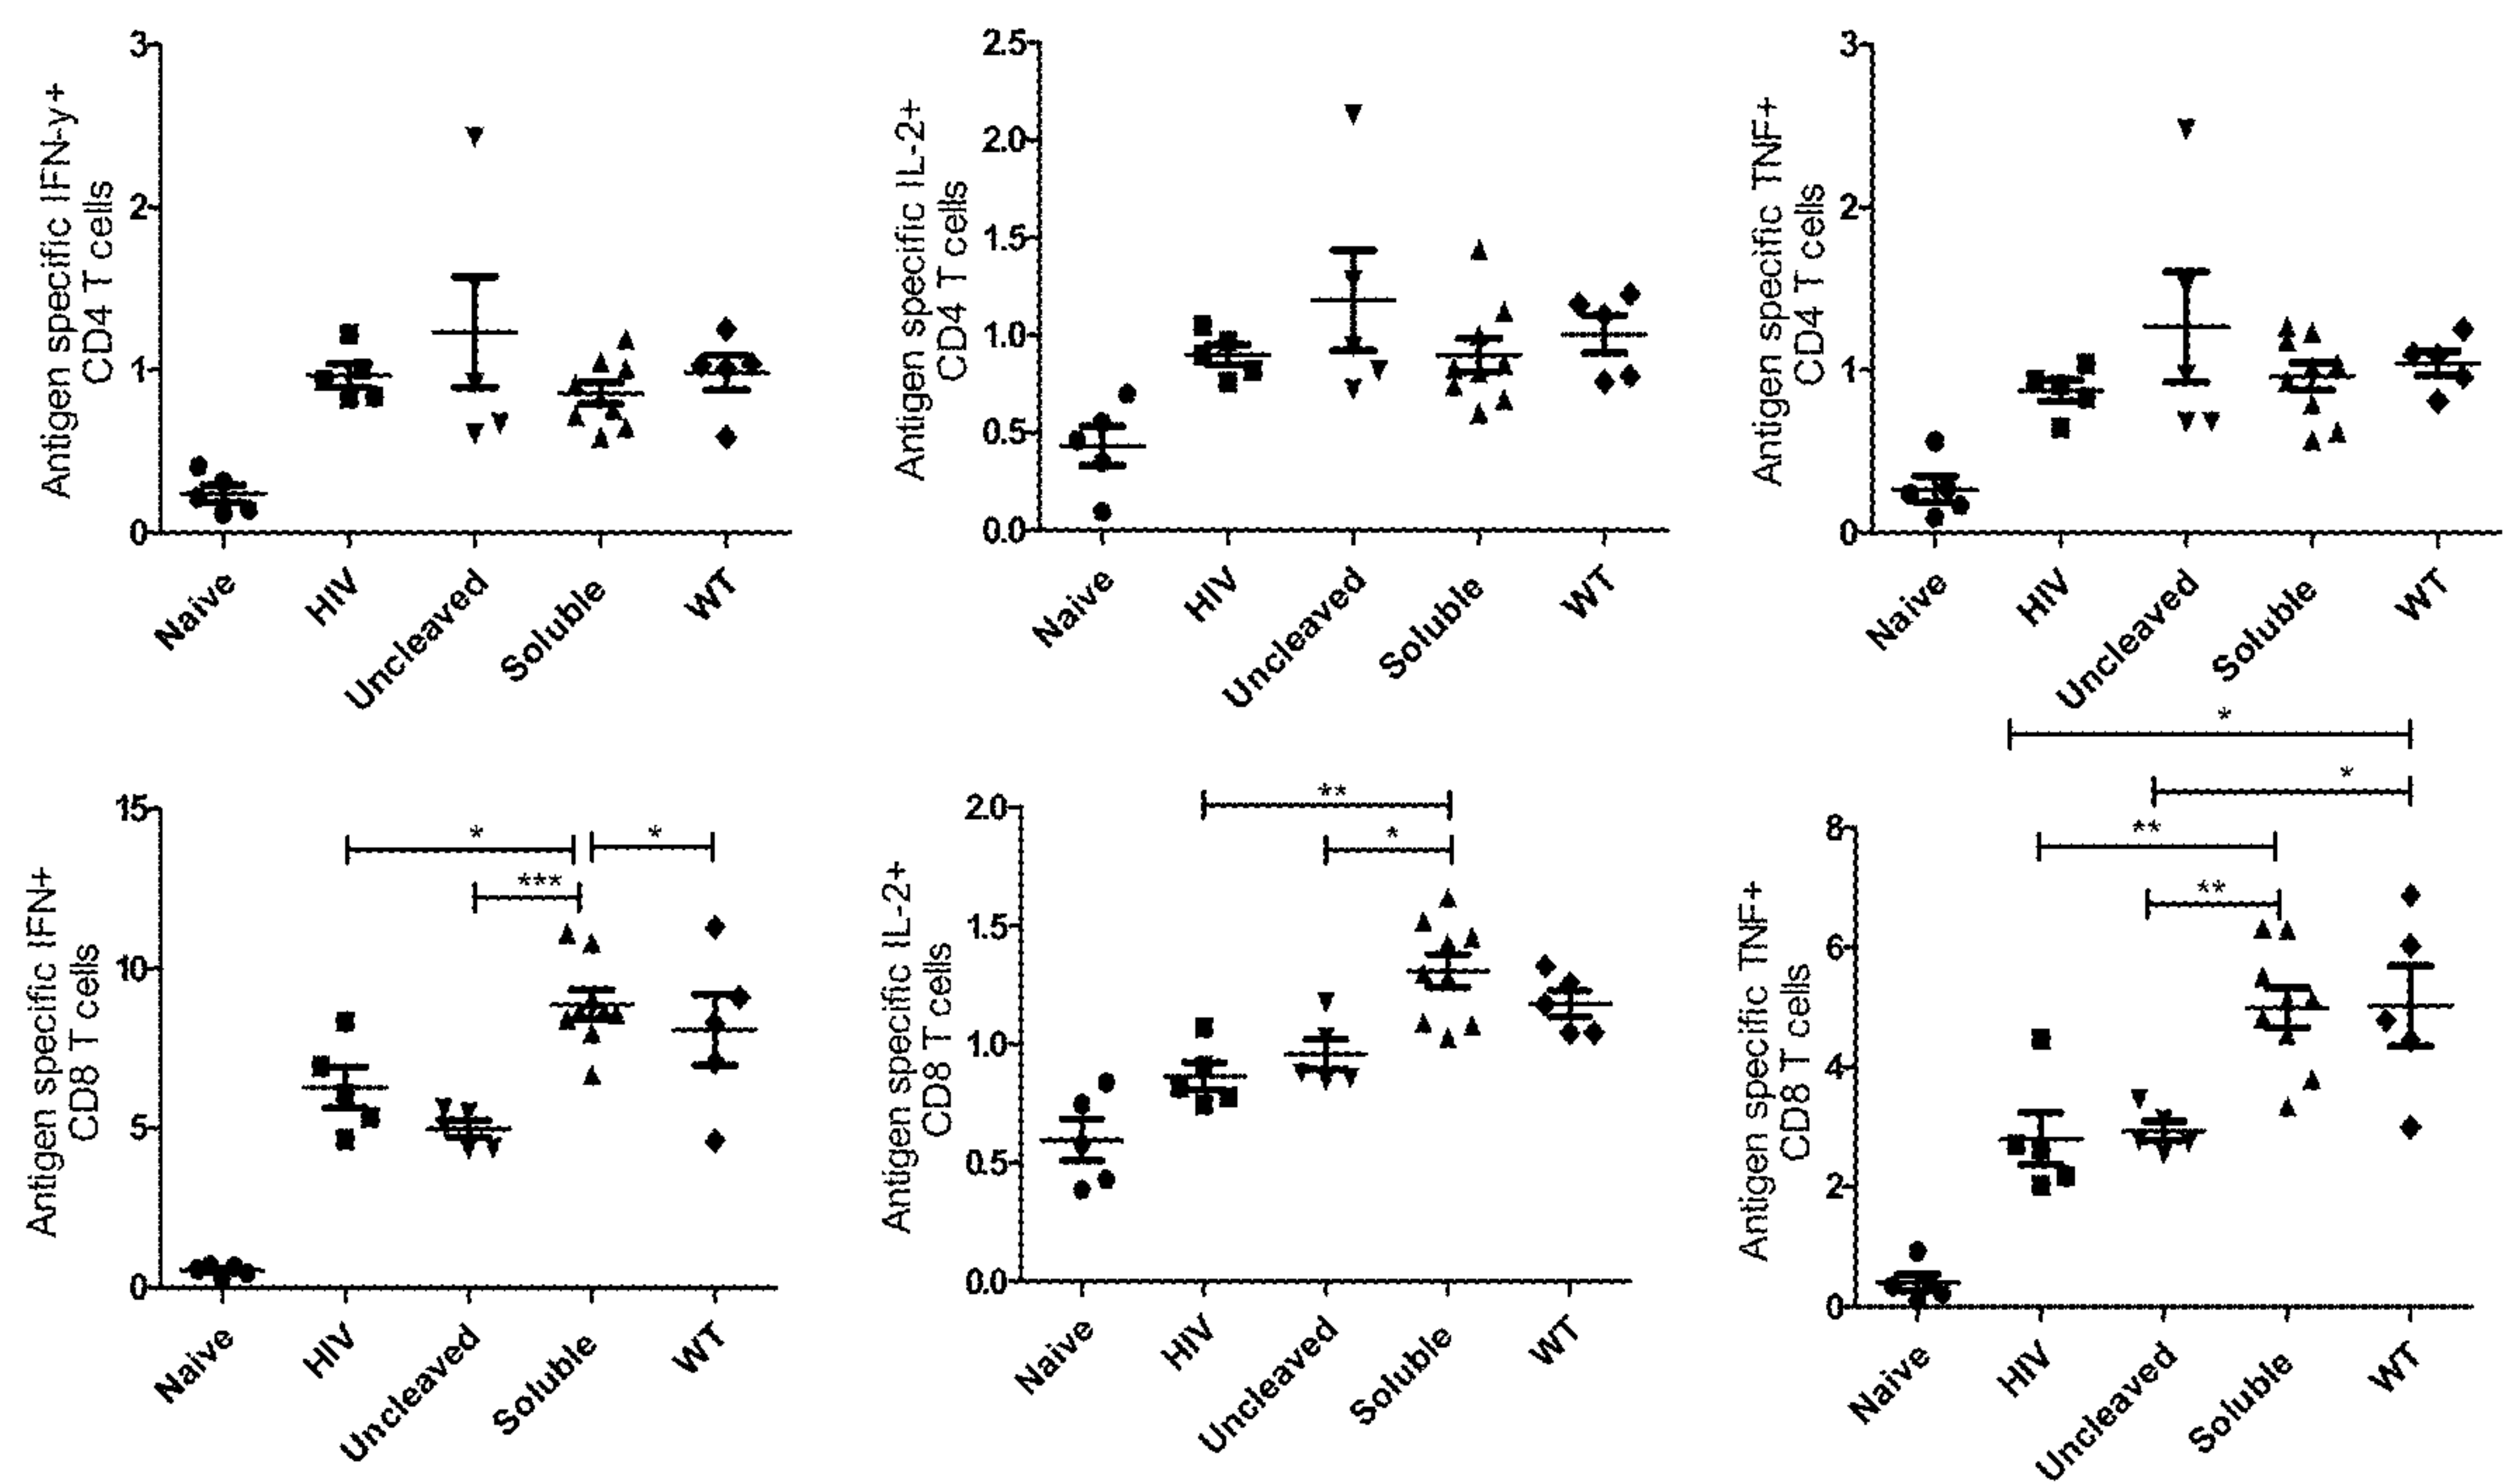 Antigen specific IFN-y+
CD4 T cells
3
2
1
0
Naive
HIV
Uncleaved
Soluble
WT
Antigen specific IL-2+
CD4 T cells
2.5
2.0
1.5
1.0
0.5
0.0
Naive
HIV
Uncleaved
Soluble
WT
Antigen specific TNF+
CD4 T cells
3
2
1
0
Naive
HIV
Uncleaved
Soluble
WT
Antigen specific IFN+
CD8 T cells
15
10
5
0
*
*
***
Naive
HIV
Uncleaved
Soluble
WT
Antigen specific IL-2+
CD8 T cells
2.0
1.5
1.0
0.5
0.0
**
*
Naive
HIV
Uncleaved
Soluble
WT
Antigen specific TNF+
CD8 T cells
8
6
4
2
0
*
*
**
**
Naive
HIV
Uncleaved
Soluble
WT